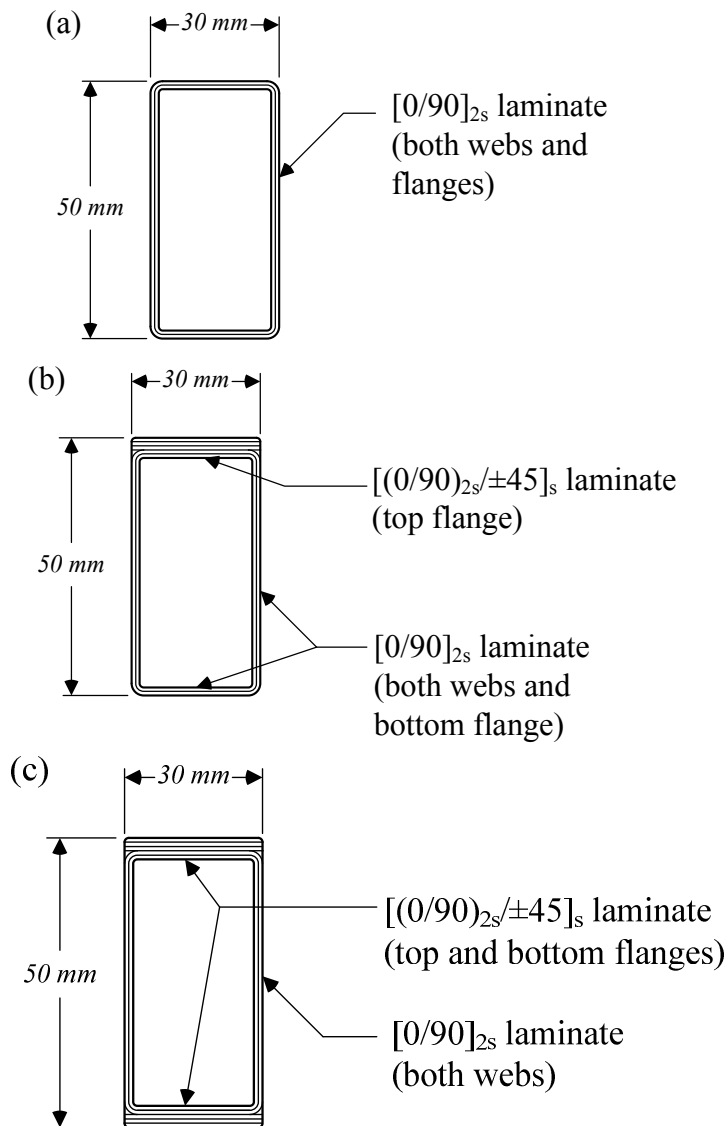 (a)
30 mm
50 mm
[0/90]2s laminate
(both webs and
flanges)
(b)
30 mm
50 mm
[(0/90)2s/±45]s laminate
(top flange)
[0/90]2s laminate
(both webs and
bottom flange)
(c)
30 mm
50 mm
[(0/90)2s/±45]s laminate
(top and bottom flanges)
[0/90]2s laminate
(both webs)